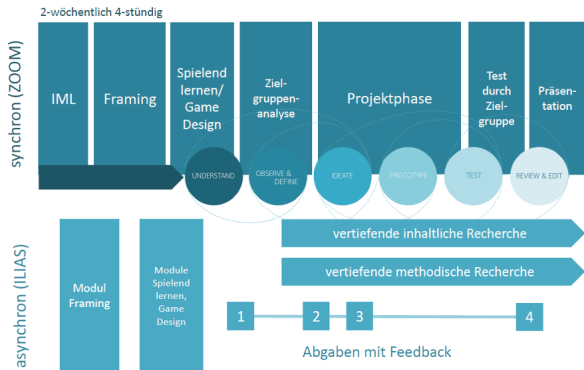 2-wöchentlich 4-stündig
synchron (ZOOM)
IML
Framing
Spielend
lernen/
Game
Design
Ziel-
gruppen-
analyse
Projektphase
Test
durch
Ziel-
gruppe
Präsen-
tation
UNDERSTAND
OBSERVE &
DEFINE
IDEATE
PROTOTYPE
TEST
REVIEW & EDIT
asynchron (ILIAS)
Modul
Framing
Module
Spielend
lernen,
Game
Design
vertiefende inhaltliche Recherche
vertiefende methodische Recherche
1
2
3
4
Abgaben mit Feedback